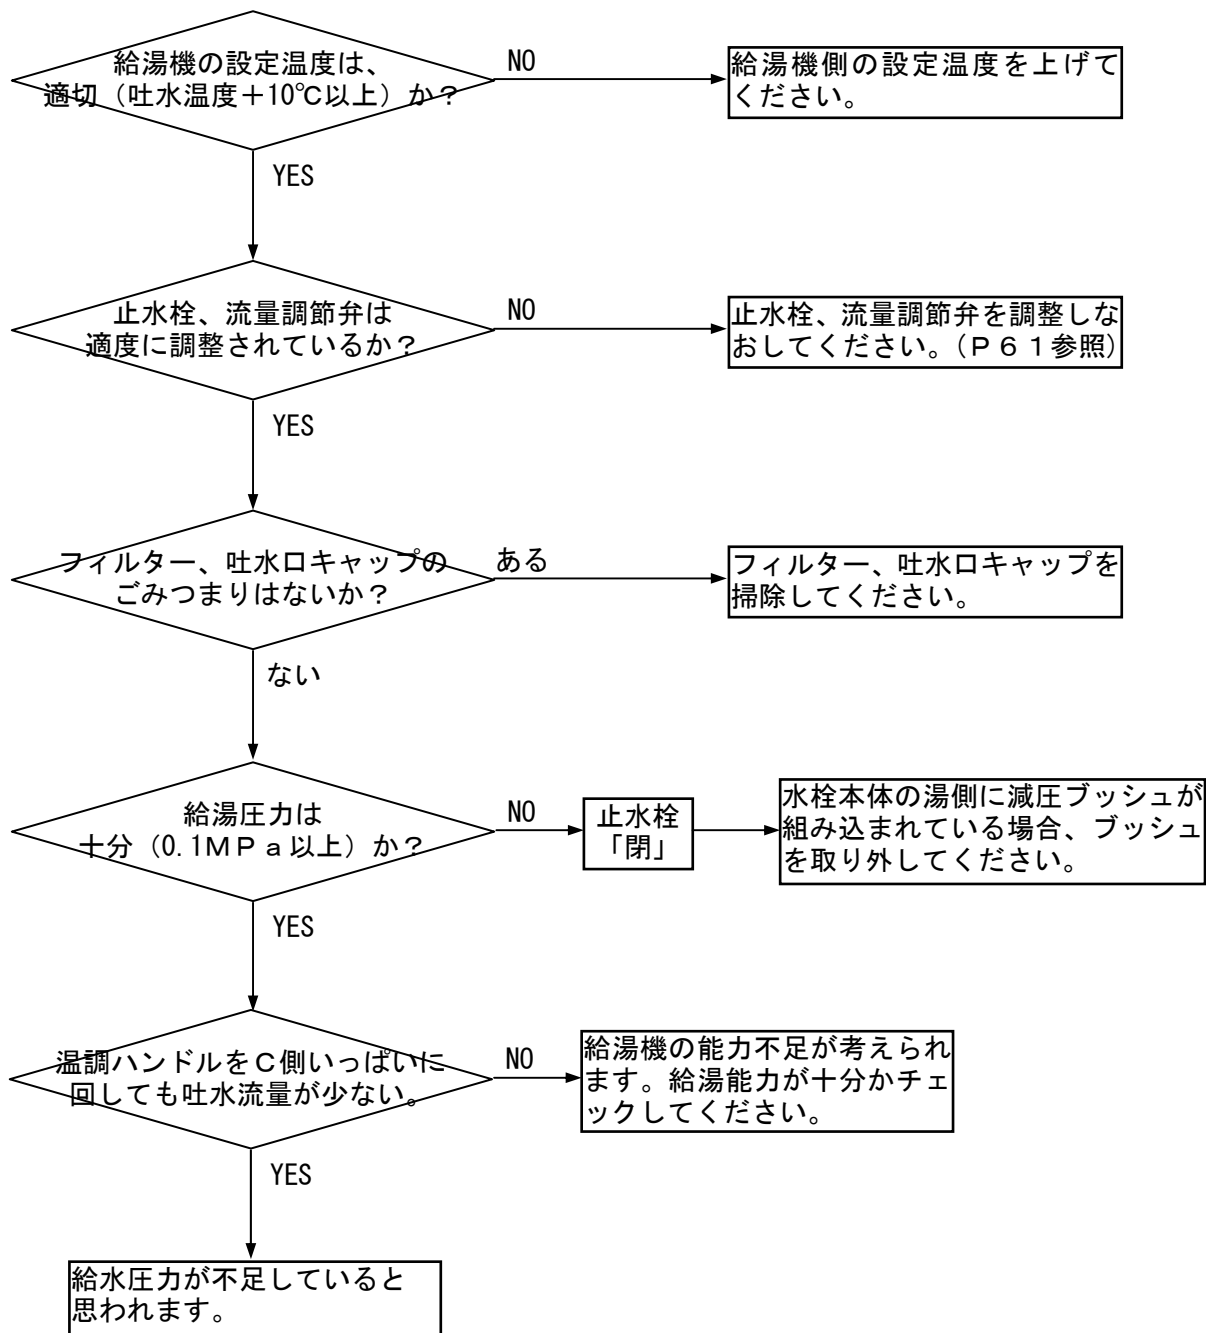 給湯機の設定温度は、
適切（吐水温度＋10℃以上）か？
NO
給湯機側の設定温度を上げて
ください。
YES
止水栓、流量調節弁は
適度に調整されているか？
NO
止水栓、流量調節弁を調整しな
おしてください。（Ｐ６１参照）
YES
フィルター、吐水口キャップの
ごみつまりはないか？
ある
フィルター、吐水口キャップを
掃除してください。
ない
給湯圧力は
十分（0.1ＭＰａ以上）か？
NO
止水栓
「閉」
水栓本体の湯側に減圧ブッシュが
組み込まれている場合、ブッシュ
を取り外してください。
YES
温調ハンドルをＣ側いっぱいに
回しても吐水流量が少ない。
NO
給湯機の能力不足が考えられ
ます。給湯能力が十分かチェ
ックしてください。
YES
給水圧力が不足していると
思われます。